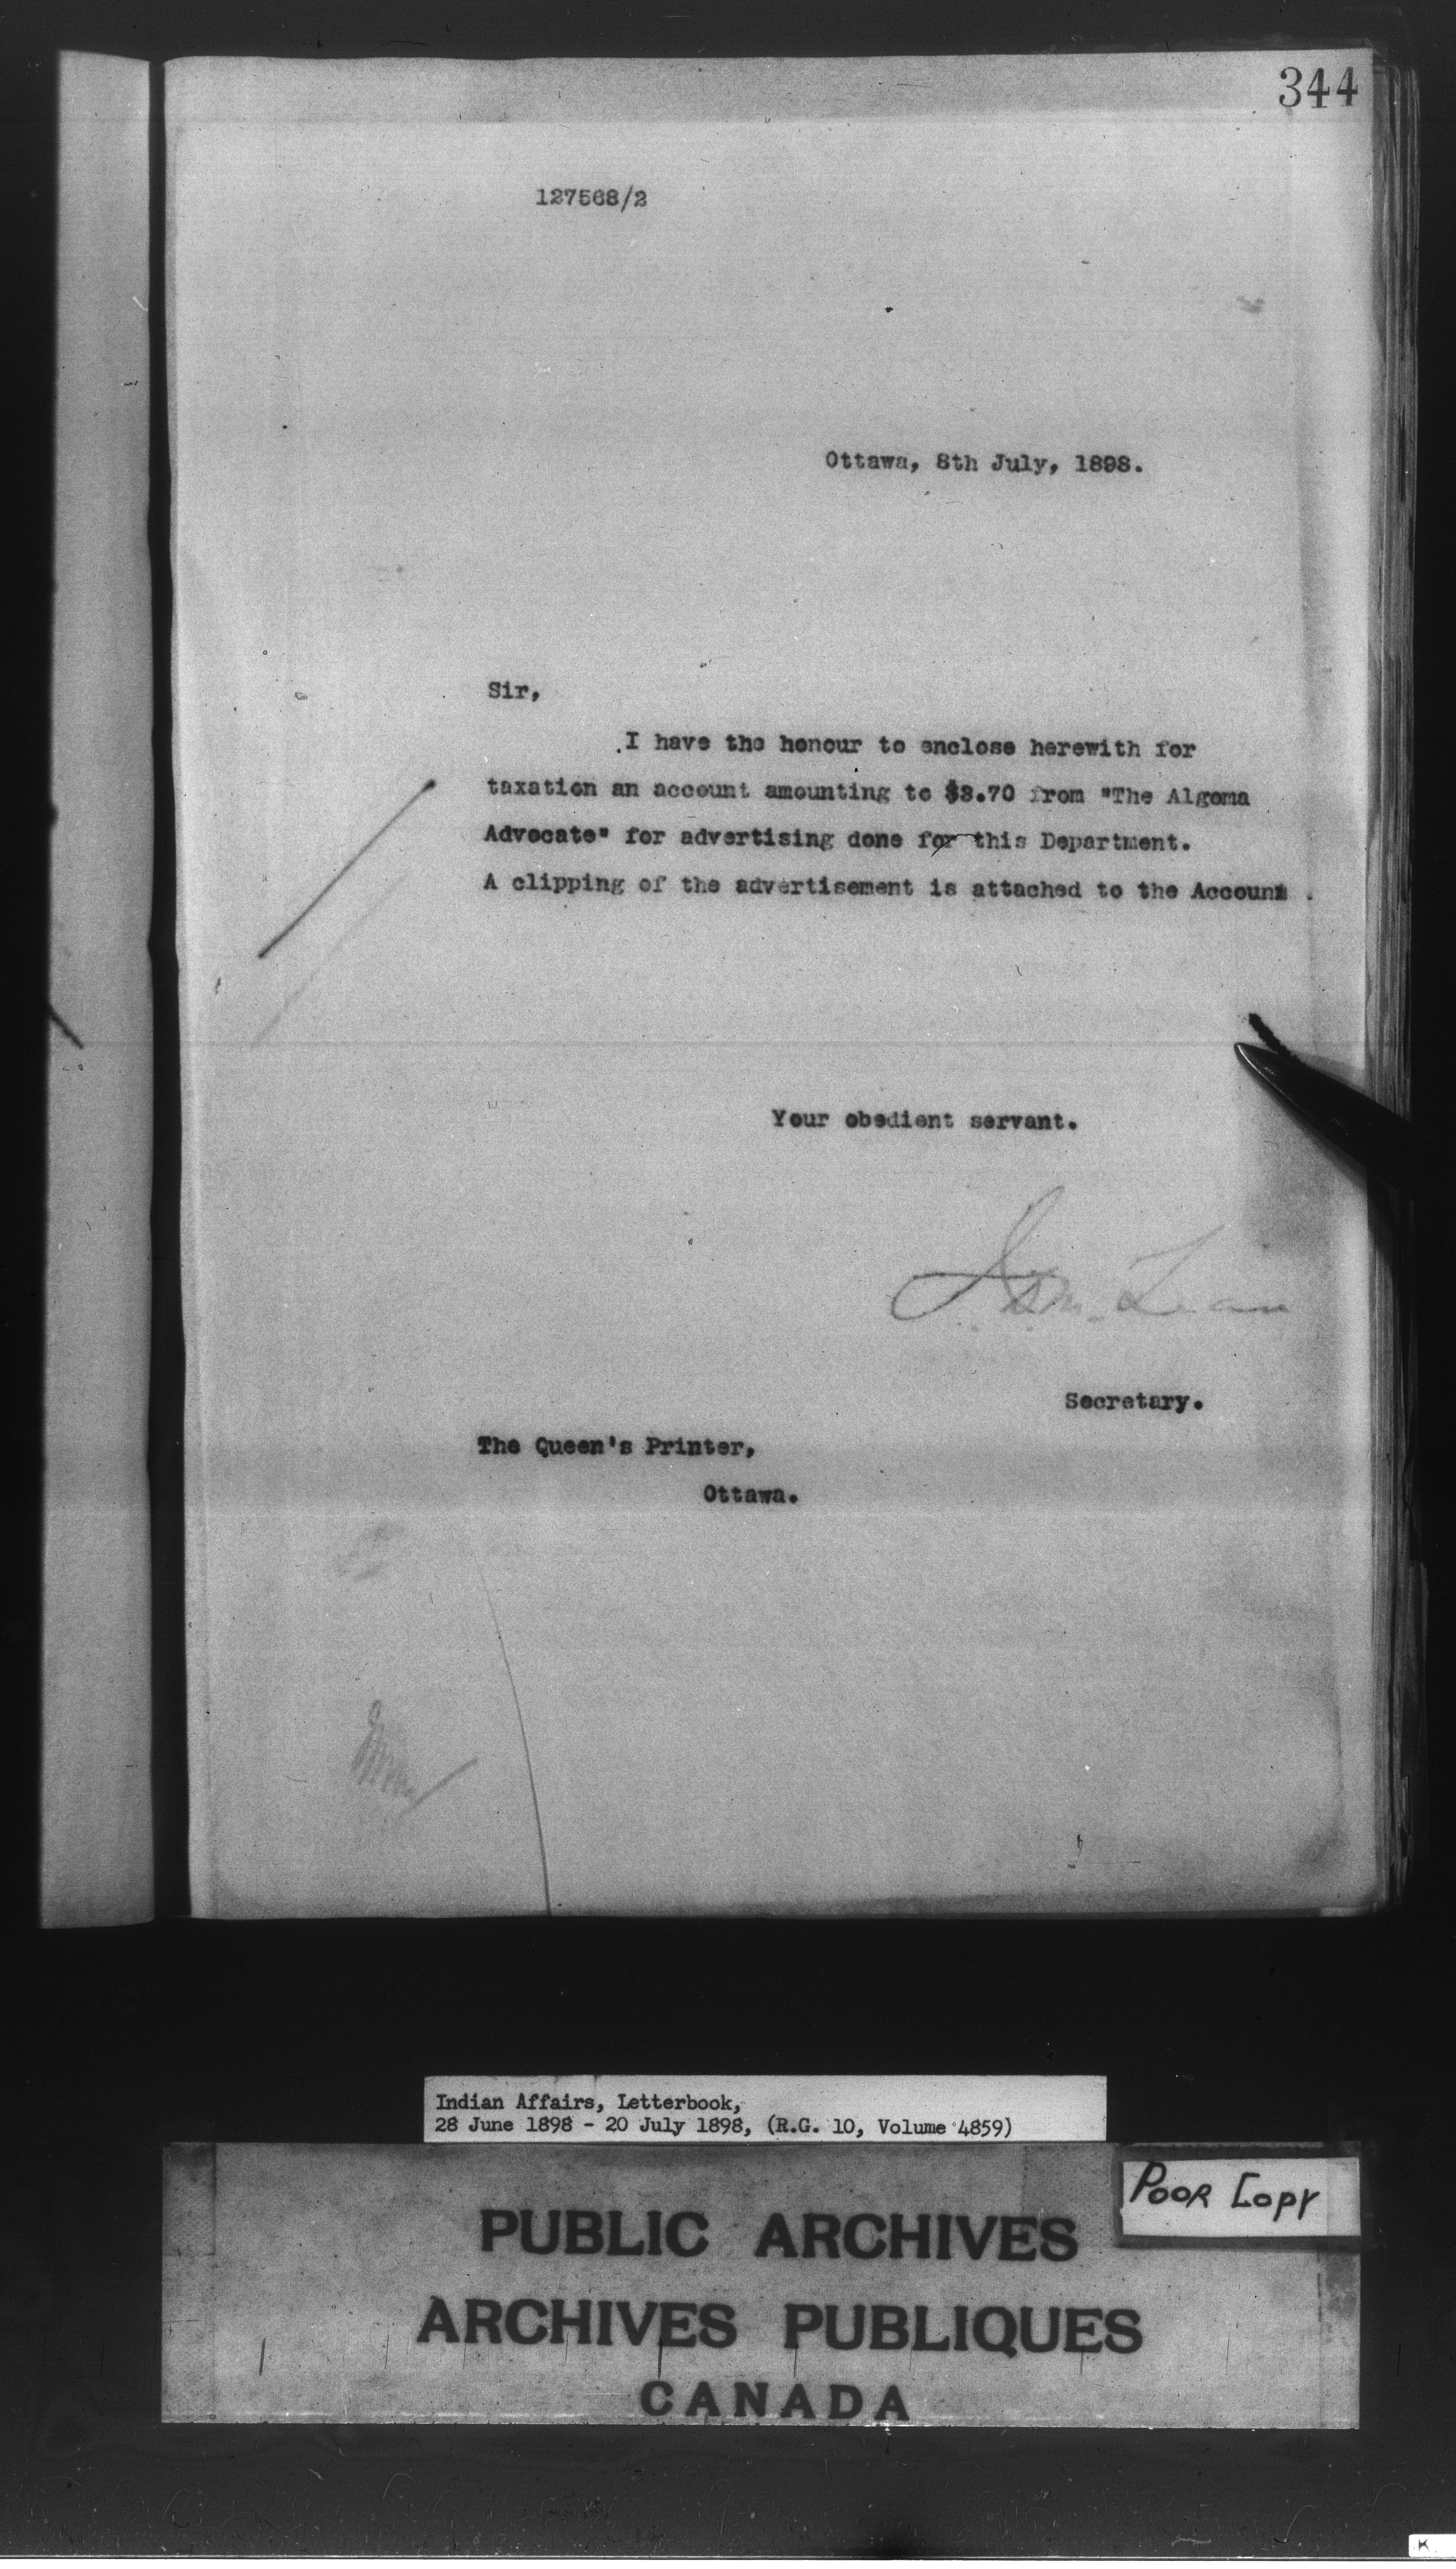 344
127568/2
Ottawa, 8th July, 1898.
Sir,
I have the honour to enclose herewith for
taxation an account amounting to $3.70 from "The Algoma
Advocate" for advertising done for this Department.
A clipping of the advertisement is attached to the Account .
Your obedient servant.
J.D. McLean
Secretary.
The Queen's Printer,
Ottawa.
Indian Affairs, Letterbook,
28 June 1898 - 20 July 1898, (R.G. 10, Volume 4859)
POOR COPY
PUBLIC ARCHIVES
ARCHIVES PUBLIQUES
CANADA
K